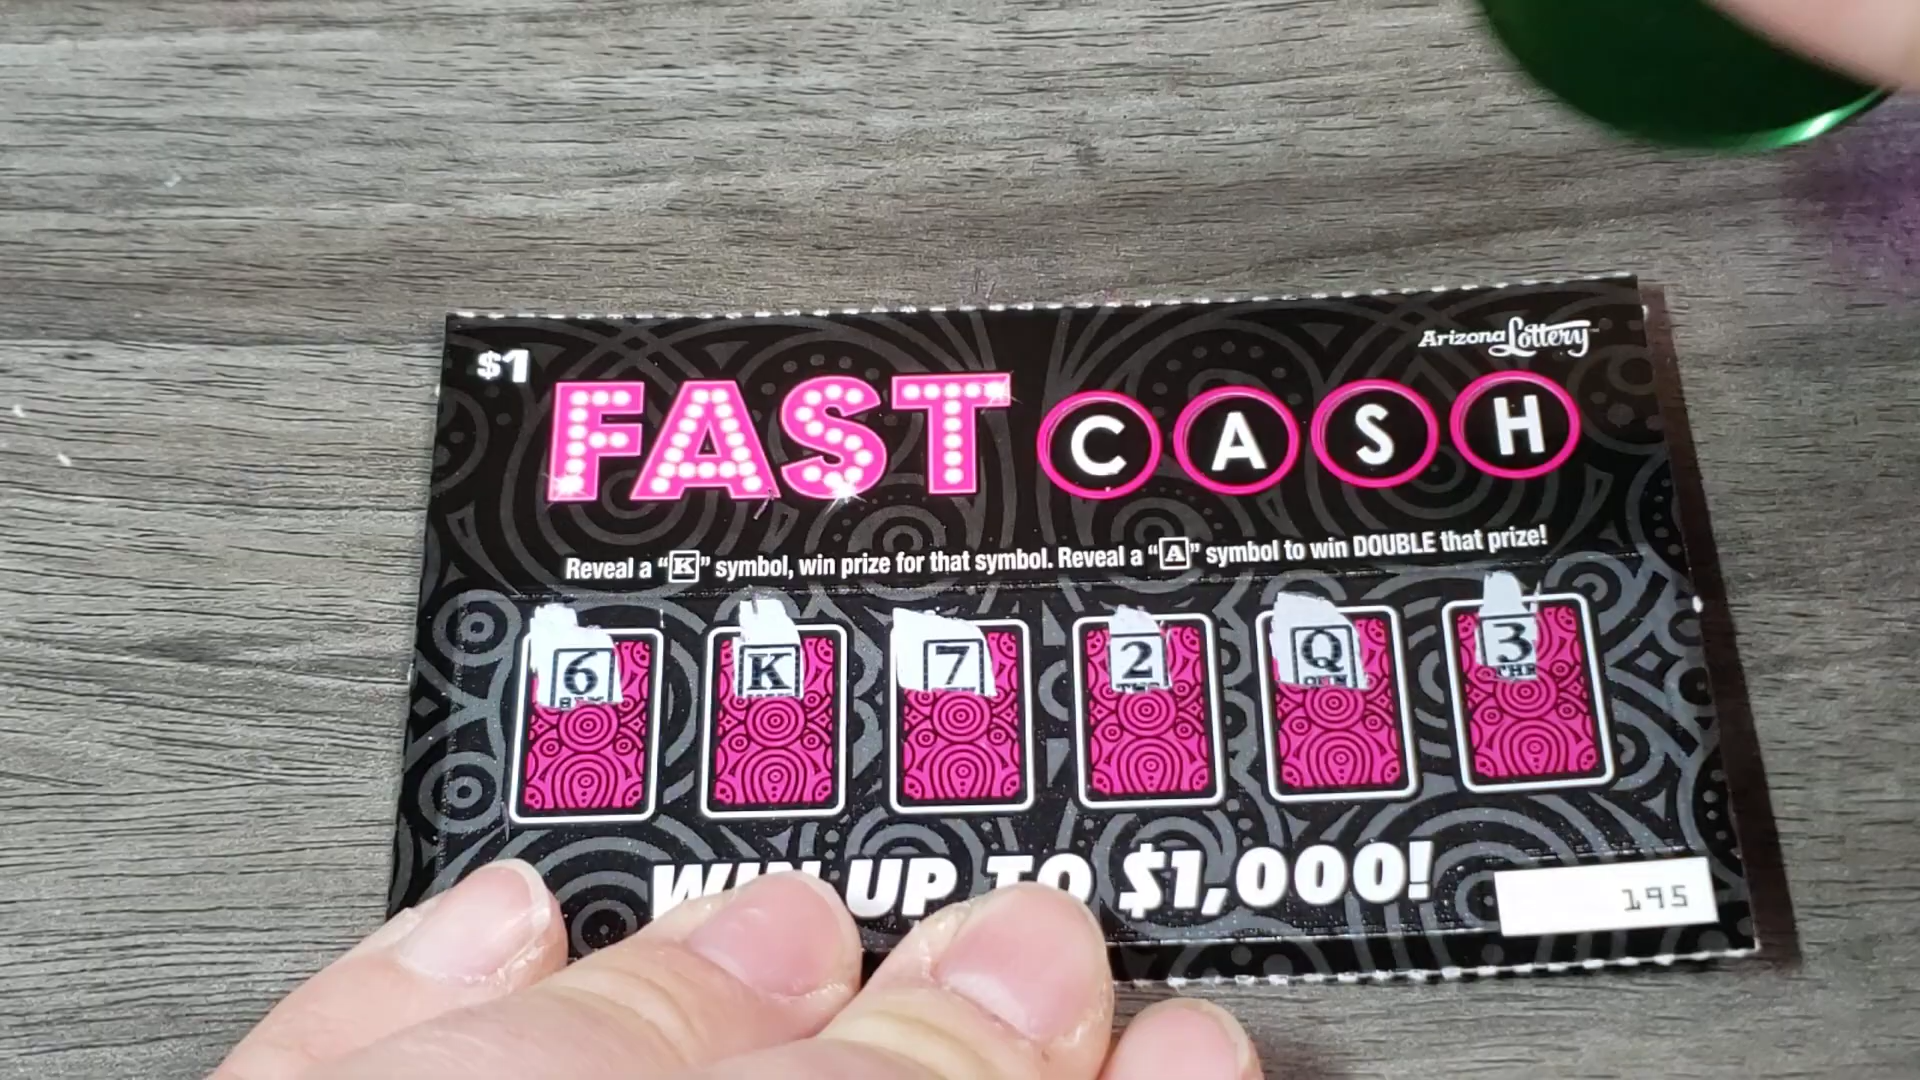 $1
Arizona Lottery
FAST CASH
Reveal a “K” symbol, win prize for that symbol. Reveal a “A” symbol to win DOUBLE that prize!
6 K 7 2 Q 3
WIN UP TO $1,000!
195